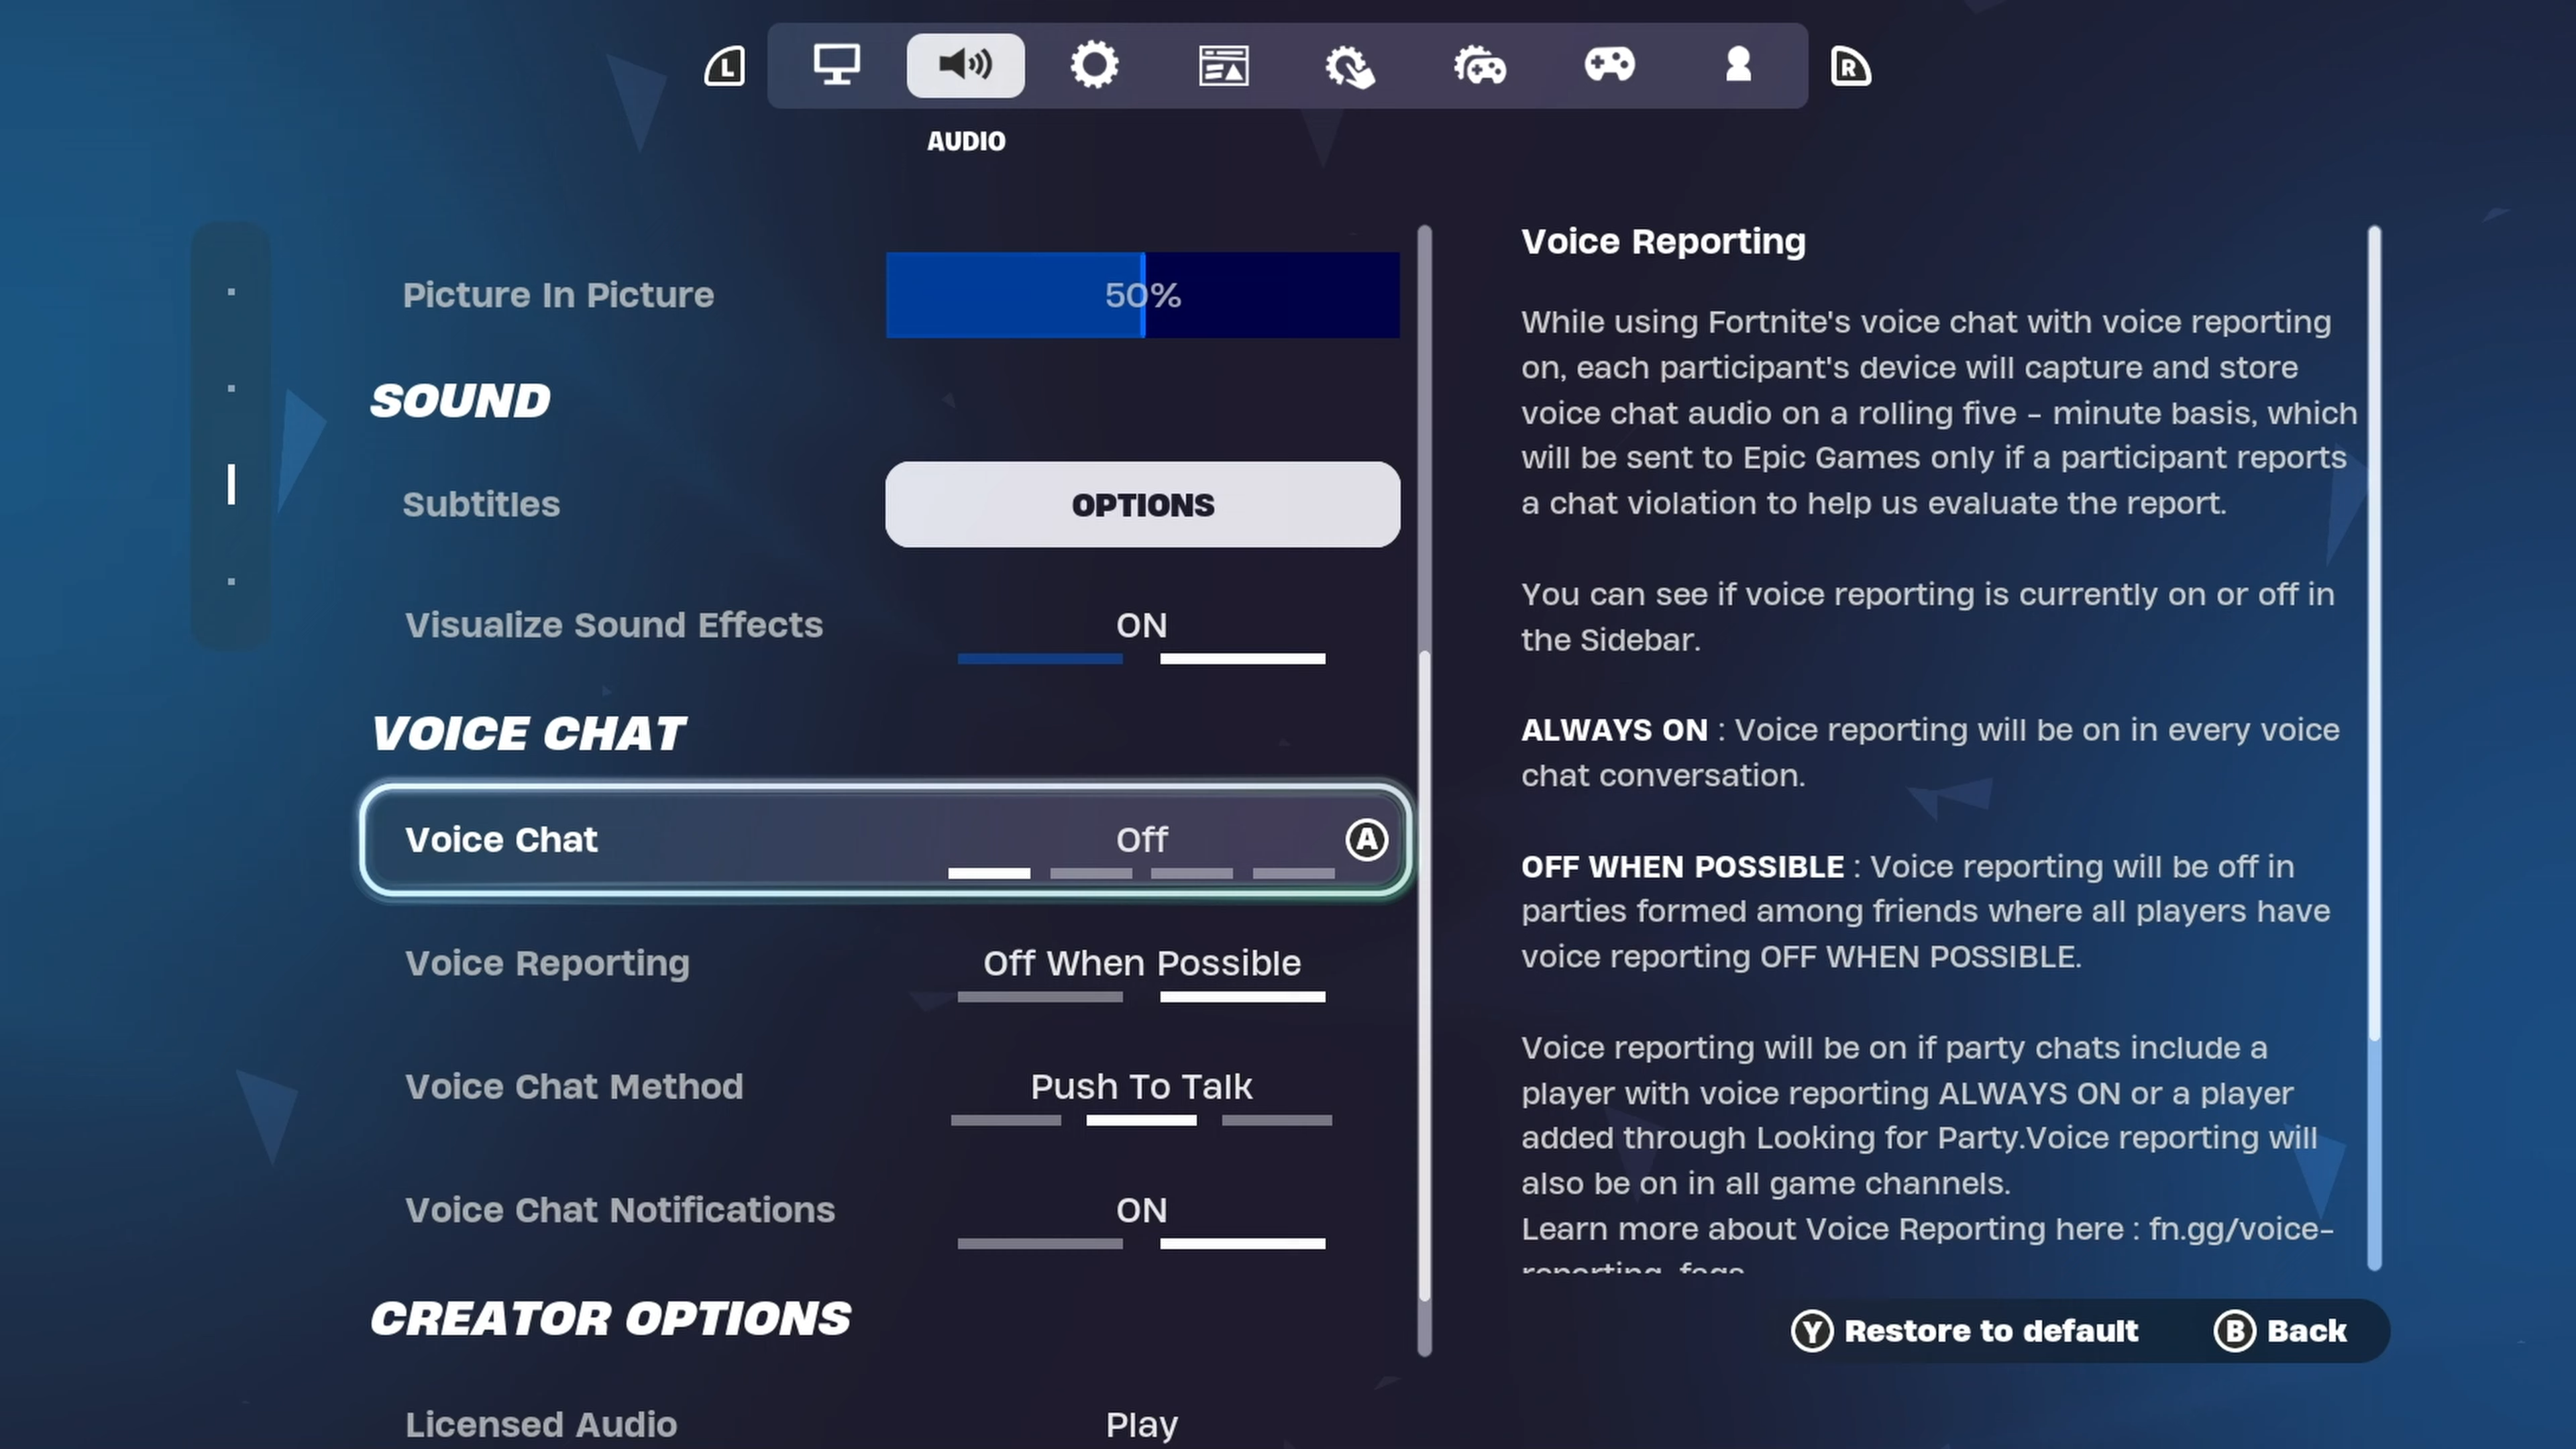 L
R
AUDIO
Picture In Picture 50%
SOUND
Subtitles OPTIONS
Visualize Sound Effects ON
VOICE CHAT
Voice Chat Off A
Voice Reporting Off When Possible
Voice Chat Method Push To Talk
Voice Chat Notifications ON
CREATOR OPTIONS
Licensed Audio Play
Voice Reporting
While using Fortnite's voice chat with voice reporting
on, each participant's device will capture and store
voice chat audio on a rolling five - minute basis, which
will be sent to Epic Games only if a participant reports
a chat violation to help us evaluate the report.
You can see if voice reporting is currently on or off in
the Sidebar.
ALWAYS ON : Voice reporting will be on in every voice
chat conversation.
OFF WHEN POSSIBLE : Voice reporting will be off in
parties formed among friends where all players have
voice reporting OFF WHEN POSSIBLE.
Voice reporting will be on if party chats include a
player with voice reporting ALWAYS ON or a player
added through Looking for Party.Voice reporting will
also be on in all game channels.
Learn more about Voice Reporting here : fn.gg/voice-
reporting
Y Restore to default B Back